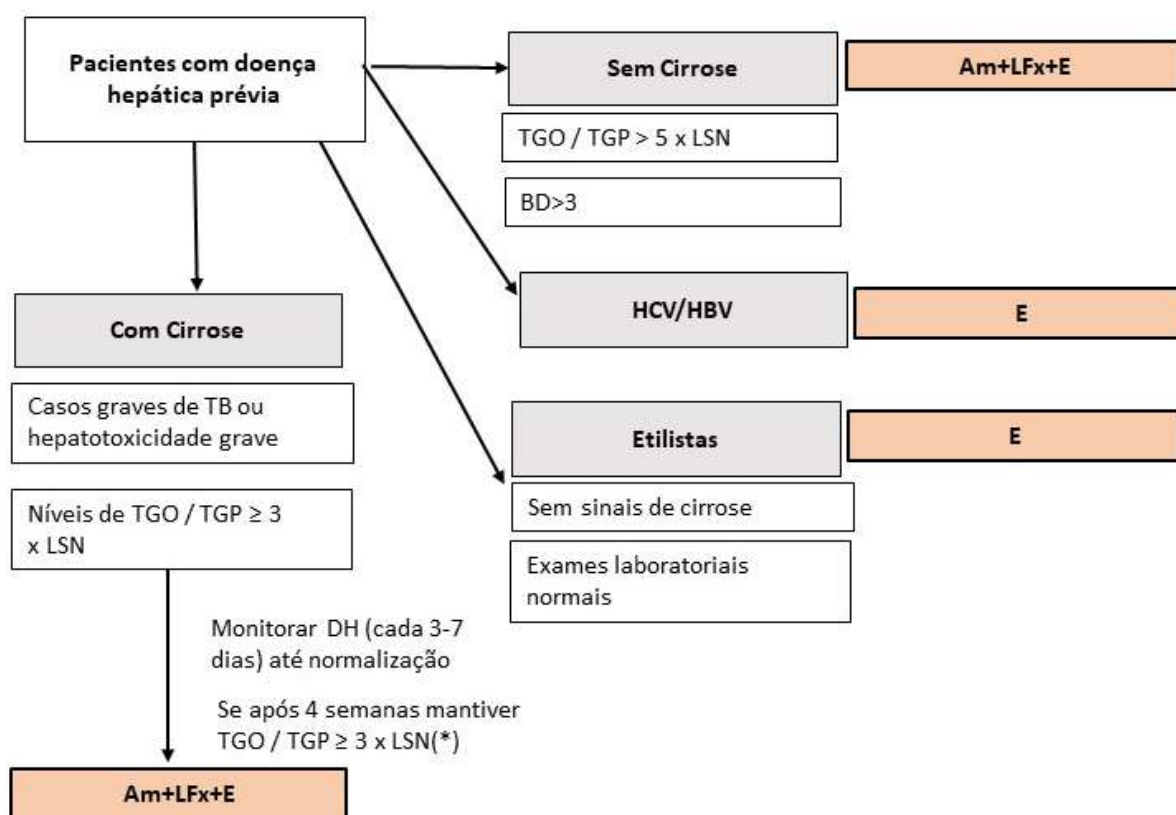 Pacientes com doença
hepática prévia
Sem Cirrose
Am+LFx+E
TGO / TGP > 5 x LSN
BD>3
HCV/HBV
E
Com Cirrose
Casos graves de TB ou
hepatotoxicidade grave
Níveis de TGO / TGP ≥ 3
x LSN
Etilistas
E
Sem sinais de cirrose
Exames laboratoriais
normais
Monitorar DH (cada 3-7
dias) até normalização
Se após 4 semanas mantiver
TGO / TGP ≥ 3 x LSN(*)
Am+LFx+E